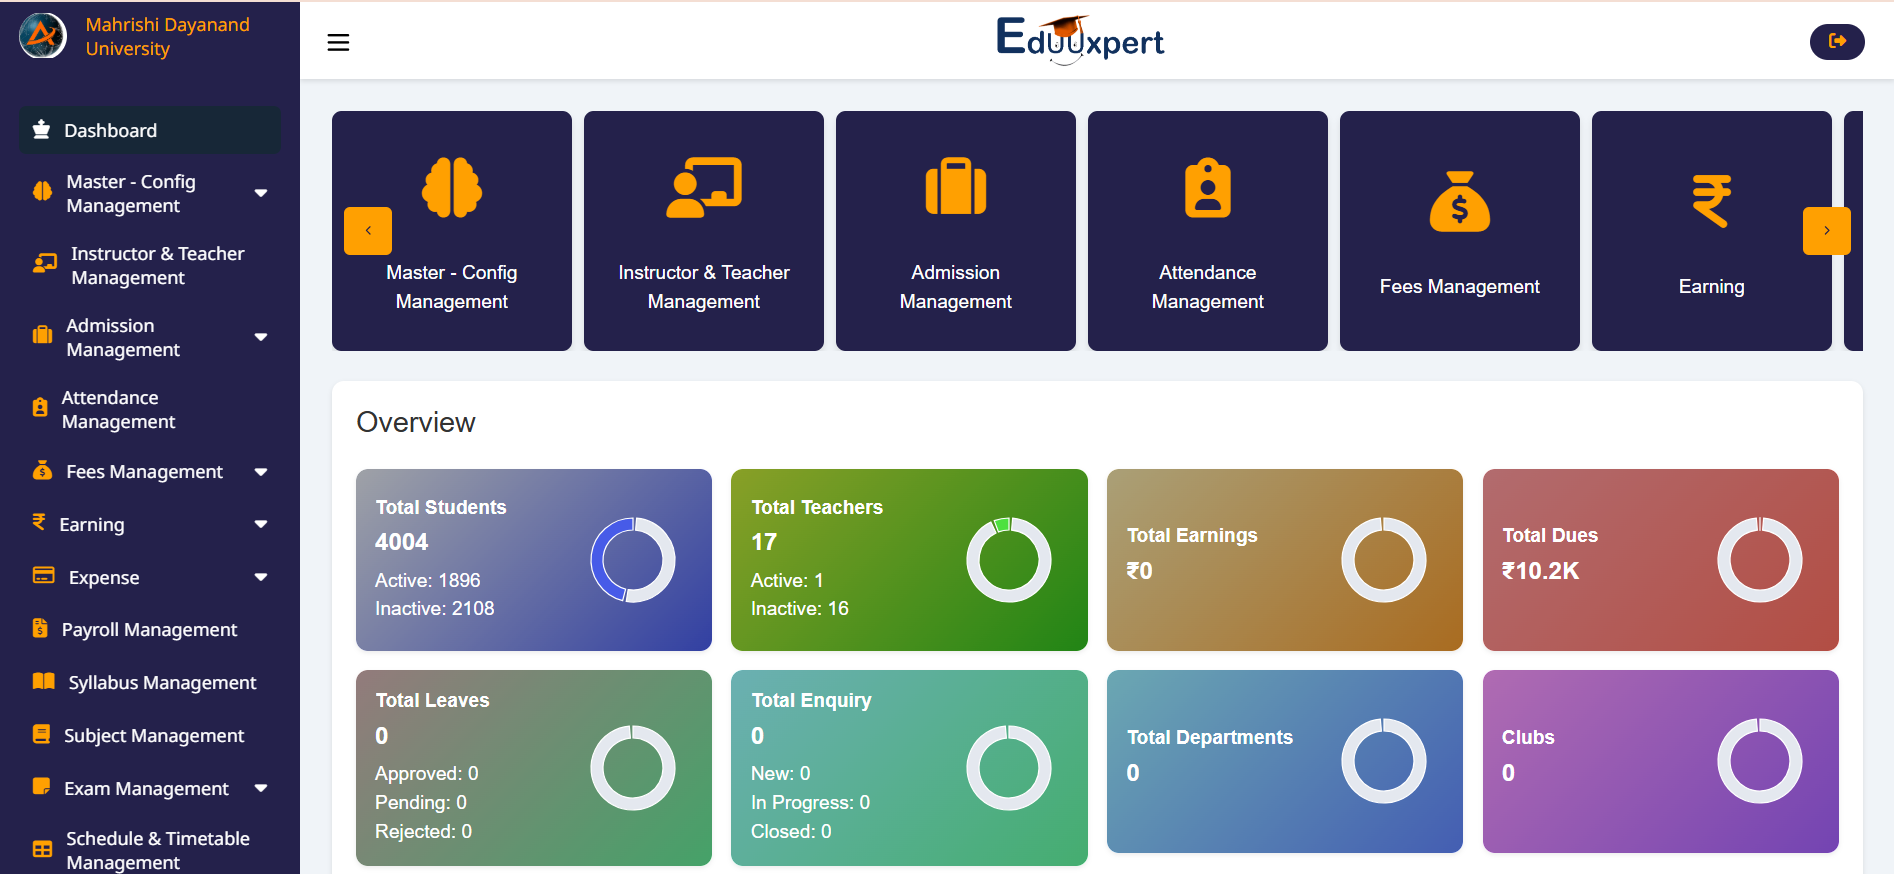 Mahrishi Dayanand
University
Eduuxpert
Dashboard
Master - Config
Management
Instructor & Teacher
Management
Admission
Management
Attendance
Management
Fees Management
Earning
Expense
Payroll Management
Syllabus Management
Subject Management
Exam Management
Schedule & Timetable
Management
Master - Config
Management
Instructor & Teacher
Management
Admission
Management
Attendance
Management
Fees Management
Earning
Overview
Total Students
4004
Active: 1896
Inactive: 2108
Total Teachers
17
Active: 1
Inactive: 16
Total Earnings
₹0
Total Dues
₹10.2K
Total Leaves
0
Approved: 0
Pending: 0
Rejected: 0
Total Enquiry
0
New: 0
In Progress: 0
Closed: 0
Total Departments
0
Clubs
0